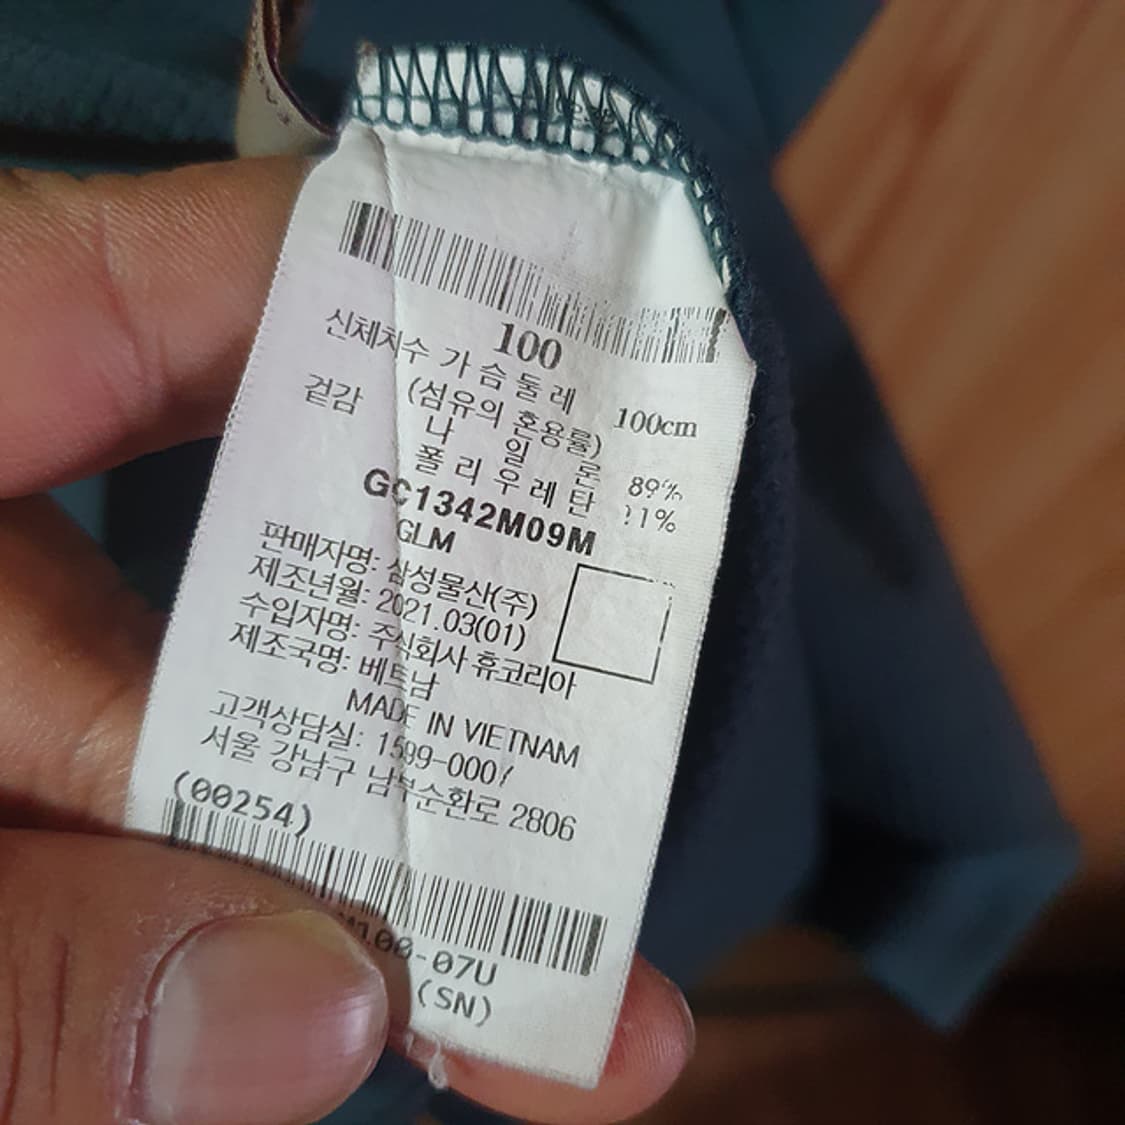 100
신체치수 가슴둘레 100cm
(섬유의 혼용률)
겉감 나일론 89%
폴리우레탄 11%
GC1342M09M
GLM
판매자명: 삼성물산(주)
제조년월: 2021.03(01)
수입자명: 주식회사 휴코리아
제조국명: 베트남
MADE IN VIETNAM
고객상담실: 1599-0007
서울 강남구 남부순환로 2806
(00254)
M100-07U
(SN)